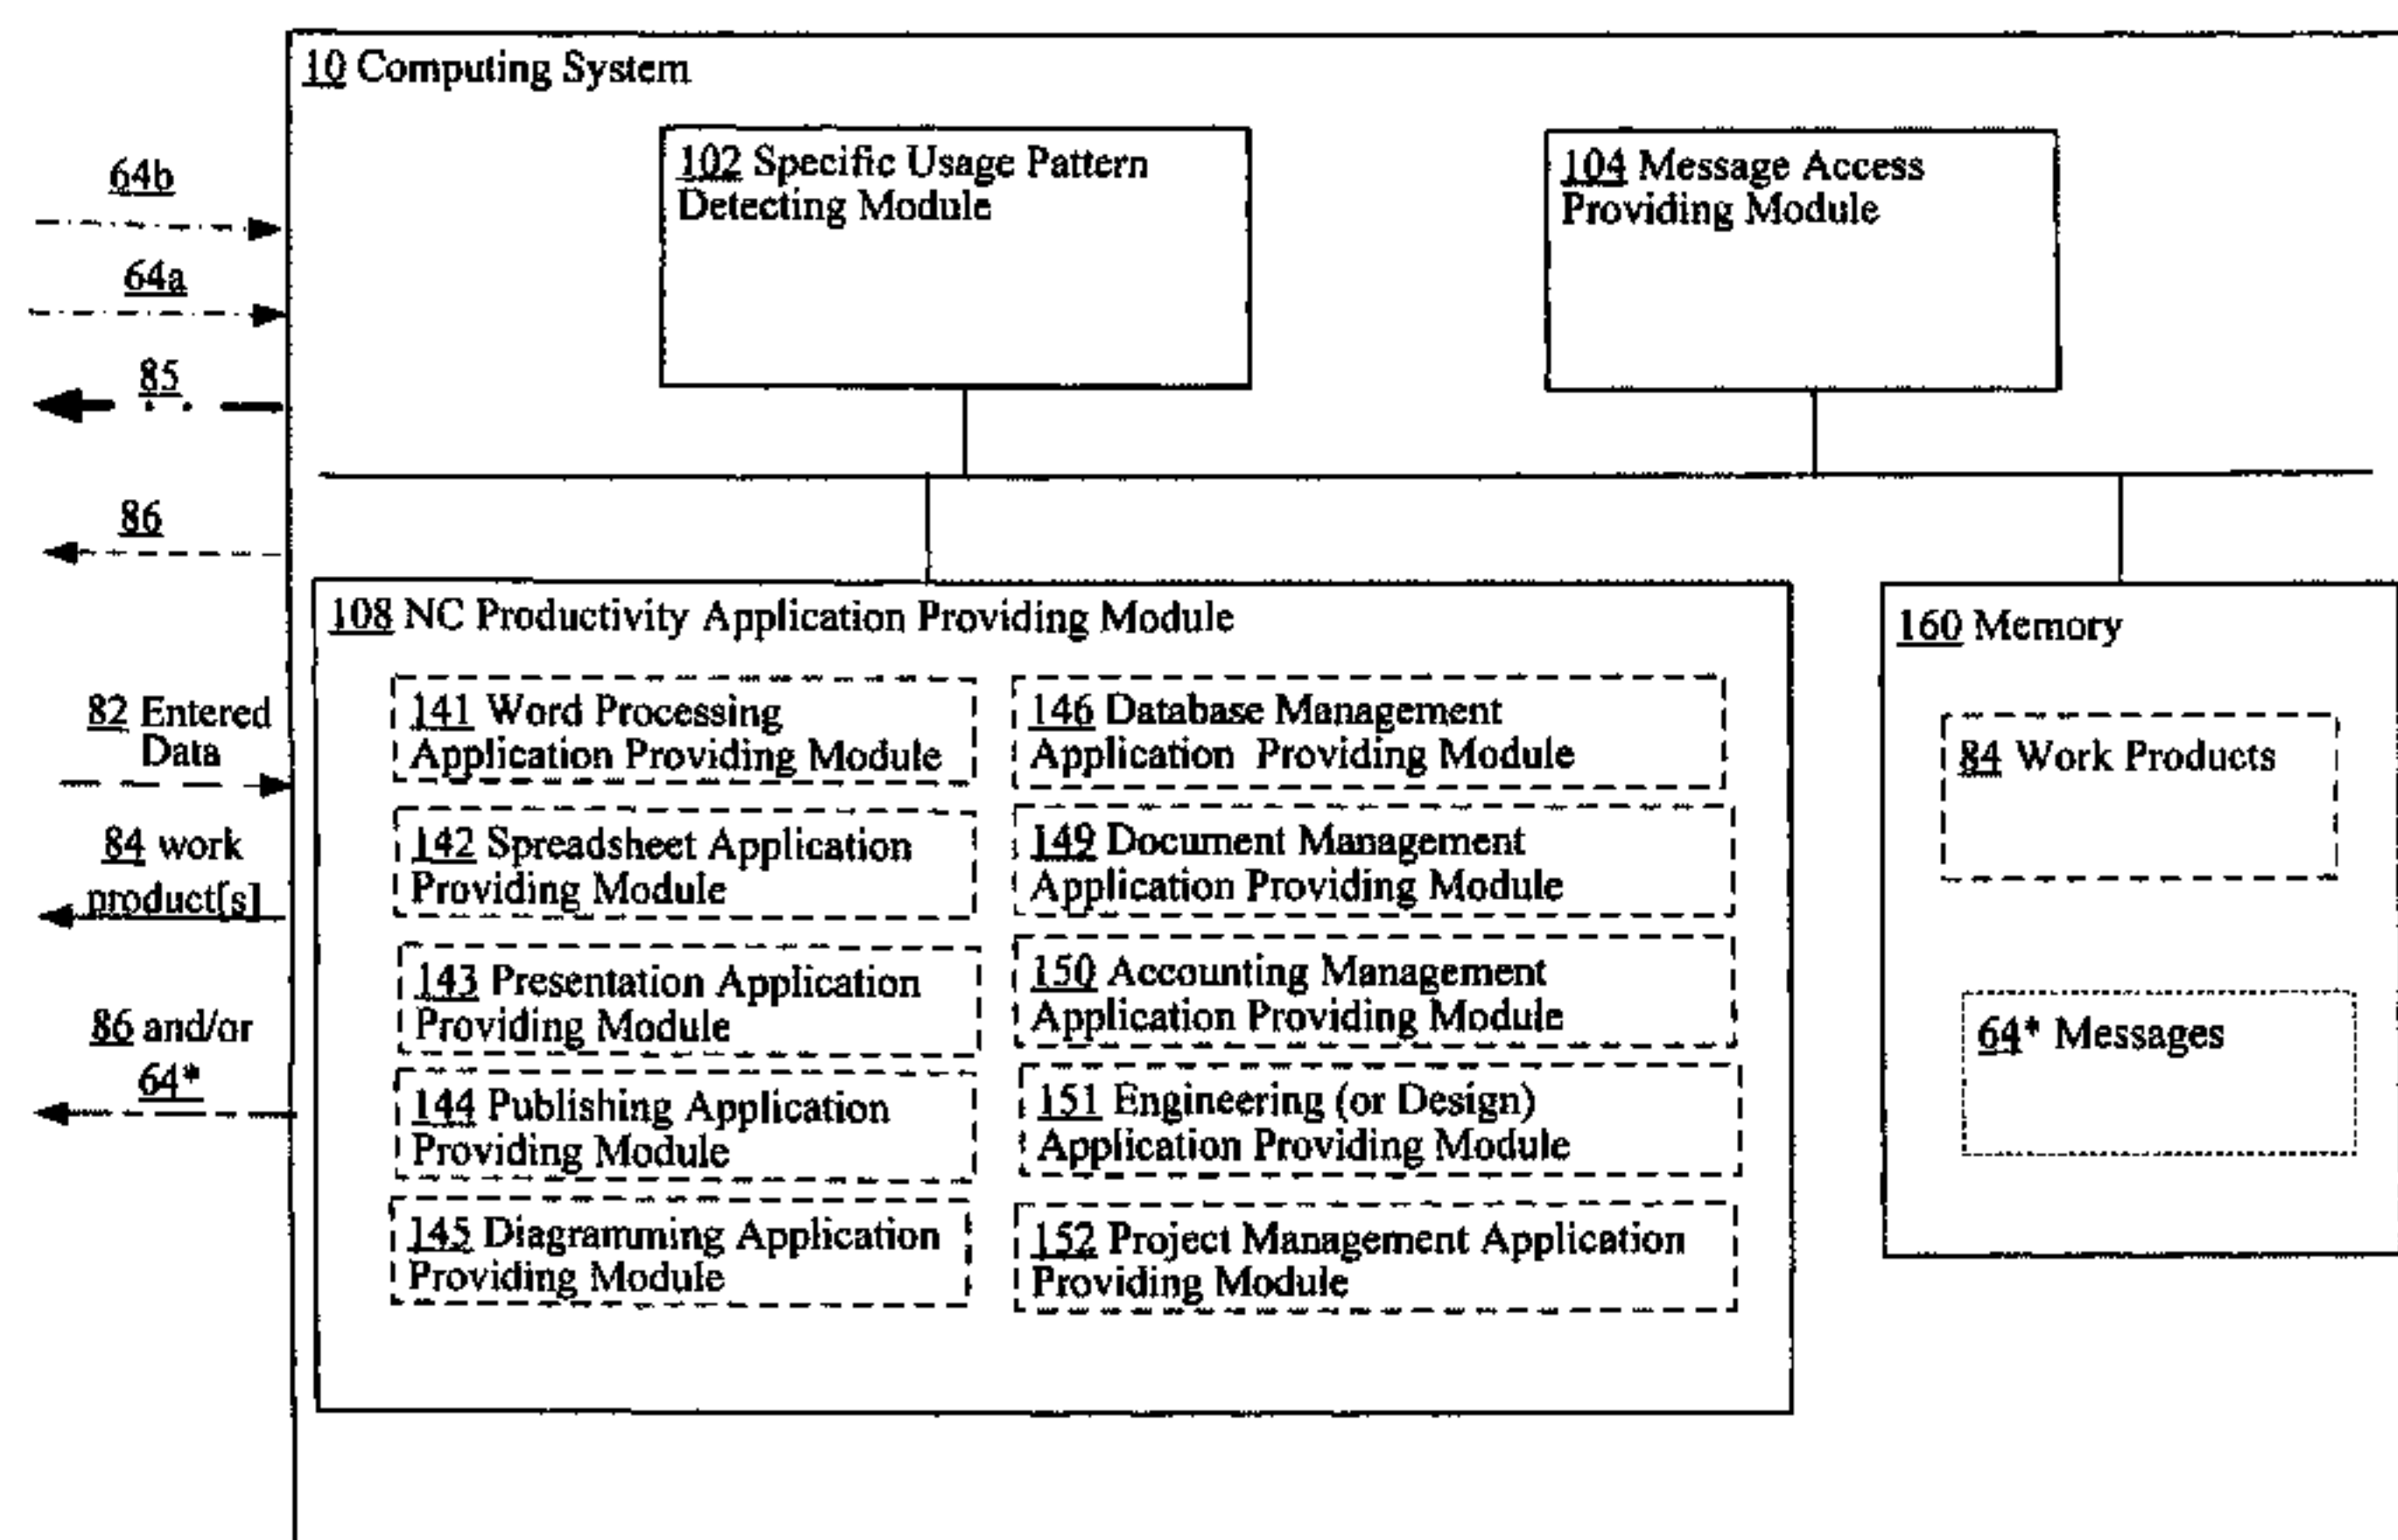 10 Computing System
102 Specific Usage Pattern
Detecting Module
104 Message Access
Providing Module
64b
64a
85
86
82 Entered
Data
84 work
product[s]
86 and/or
64*
108 NC Productivity Application Providing Module
141 Word Processing
Application Providing Module
142 Spreadsheet Application
Providing Module
143 Presentation Application
Providing Module
144 Publishing Application
Providing Module
145 Diagramming Application
Providing Module
146 Database Management
Application Providing Module
149 Document Management
Application Providing Module
150 Accounting Management
Application Providing Module
151 Engineering (or Design)
Application Providing Module
152 Project Management Application
Providing Module
160 Memory
84 Work Products
64* Messages